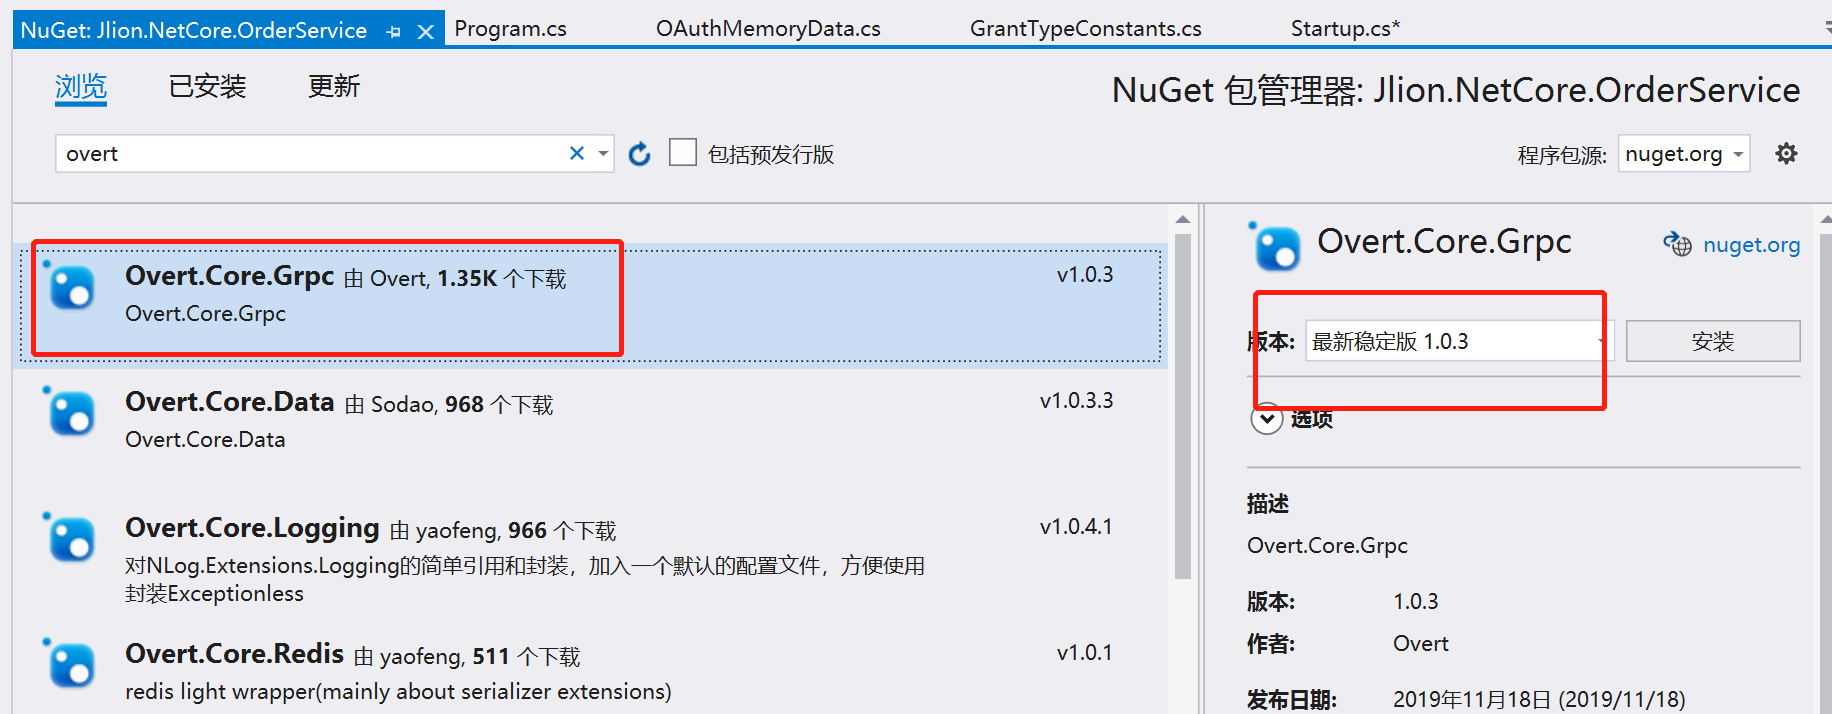 NuGet: Jlion.NetCore.OrderService
Program.cs
OAuthMemoryData.cs
GrantTypeConstants.cs
Startup.cs*
浏览
已安装
更新
NuGet 包管理器: Jlion.NetCore.OrderService
overt
包括预发行版
程序包源: nuget.org
Overt.Core.Grpc 由 Overt, 1.35K 个下载
v1.0.3
Overt.Core.Grpc
Overt.Core.Data 由 Sodao, 968 个下载
v1.0.3.3
Overt.Core.Data
Overt.Core.Logging 由 yaofeng, 966 个下载
v1.0.4.1
对NLog.Extensions.Logging的简单引用和封装，加入一个默认的配置文件，方便使用
封装Exceptionless
Overt.Core.Redis 由 yaofeng, 511 个下载
v1.0.1
redis light wrapper(mainly about serializer extensions)
Overt.Core.Grpc
nuget.org
版本: 最新稳定版 1.0.3
安装
选项
描述
Overt.Core.Grpc
版本: 1.0.3
作者: Overt
发布日期: 2019年11月18日 (2019/11/18)